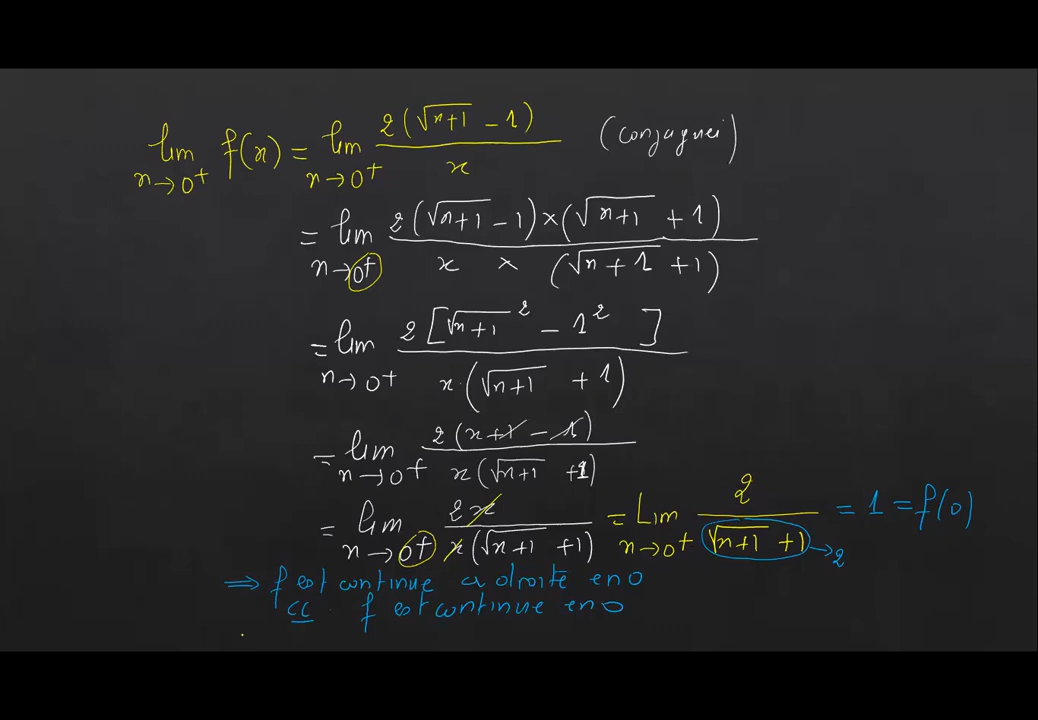 lim f(x) = lim 2(√x+1 - 1) / x (conjuguei)
x→0+ x→0+
= lim 2(√x+1 - 1) × (√x+1 + 1) / x × (√x+1 + 1)
x→0+
= lim 2[√x+1² - 1²] / x·(√x+1 + 1)
x→0+
= lim 2(x+1 - 1) / x(√x+1 + 1)
x→0+
= lim 2x / x(√x+1 + 1) = Lim 2 / √x+1 + 1 = 1 = f(0)
x→0+ x→0+ →2
⇒ f est continue a droite en 0
CC f est continue en 0